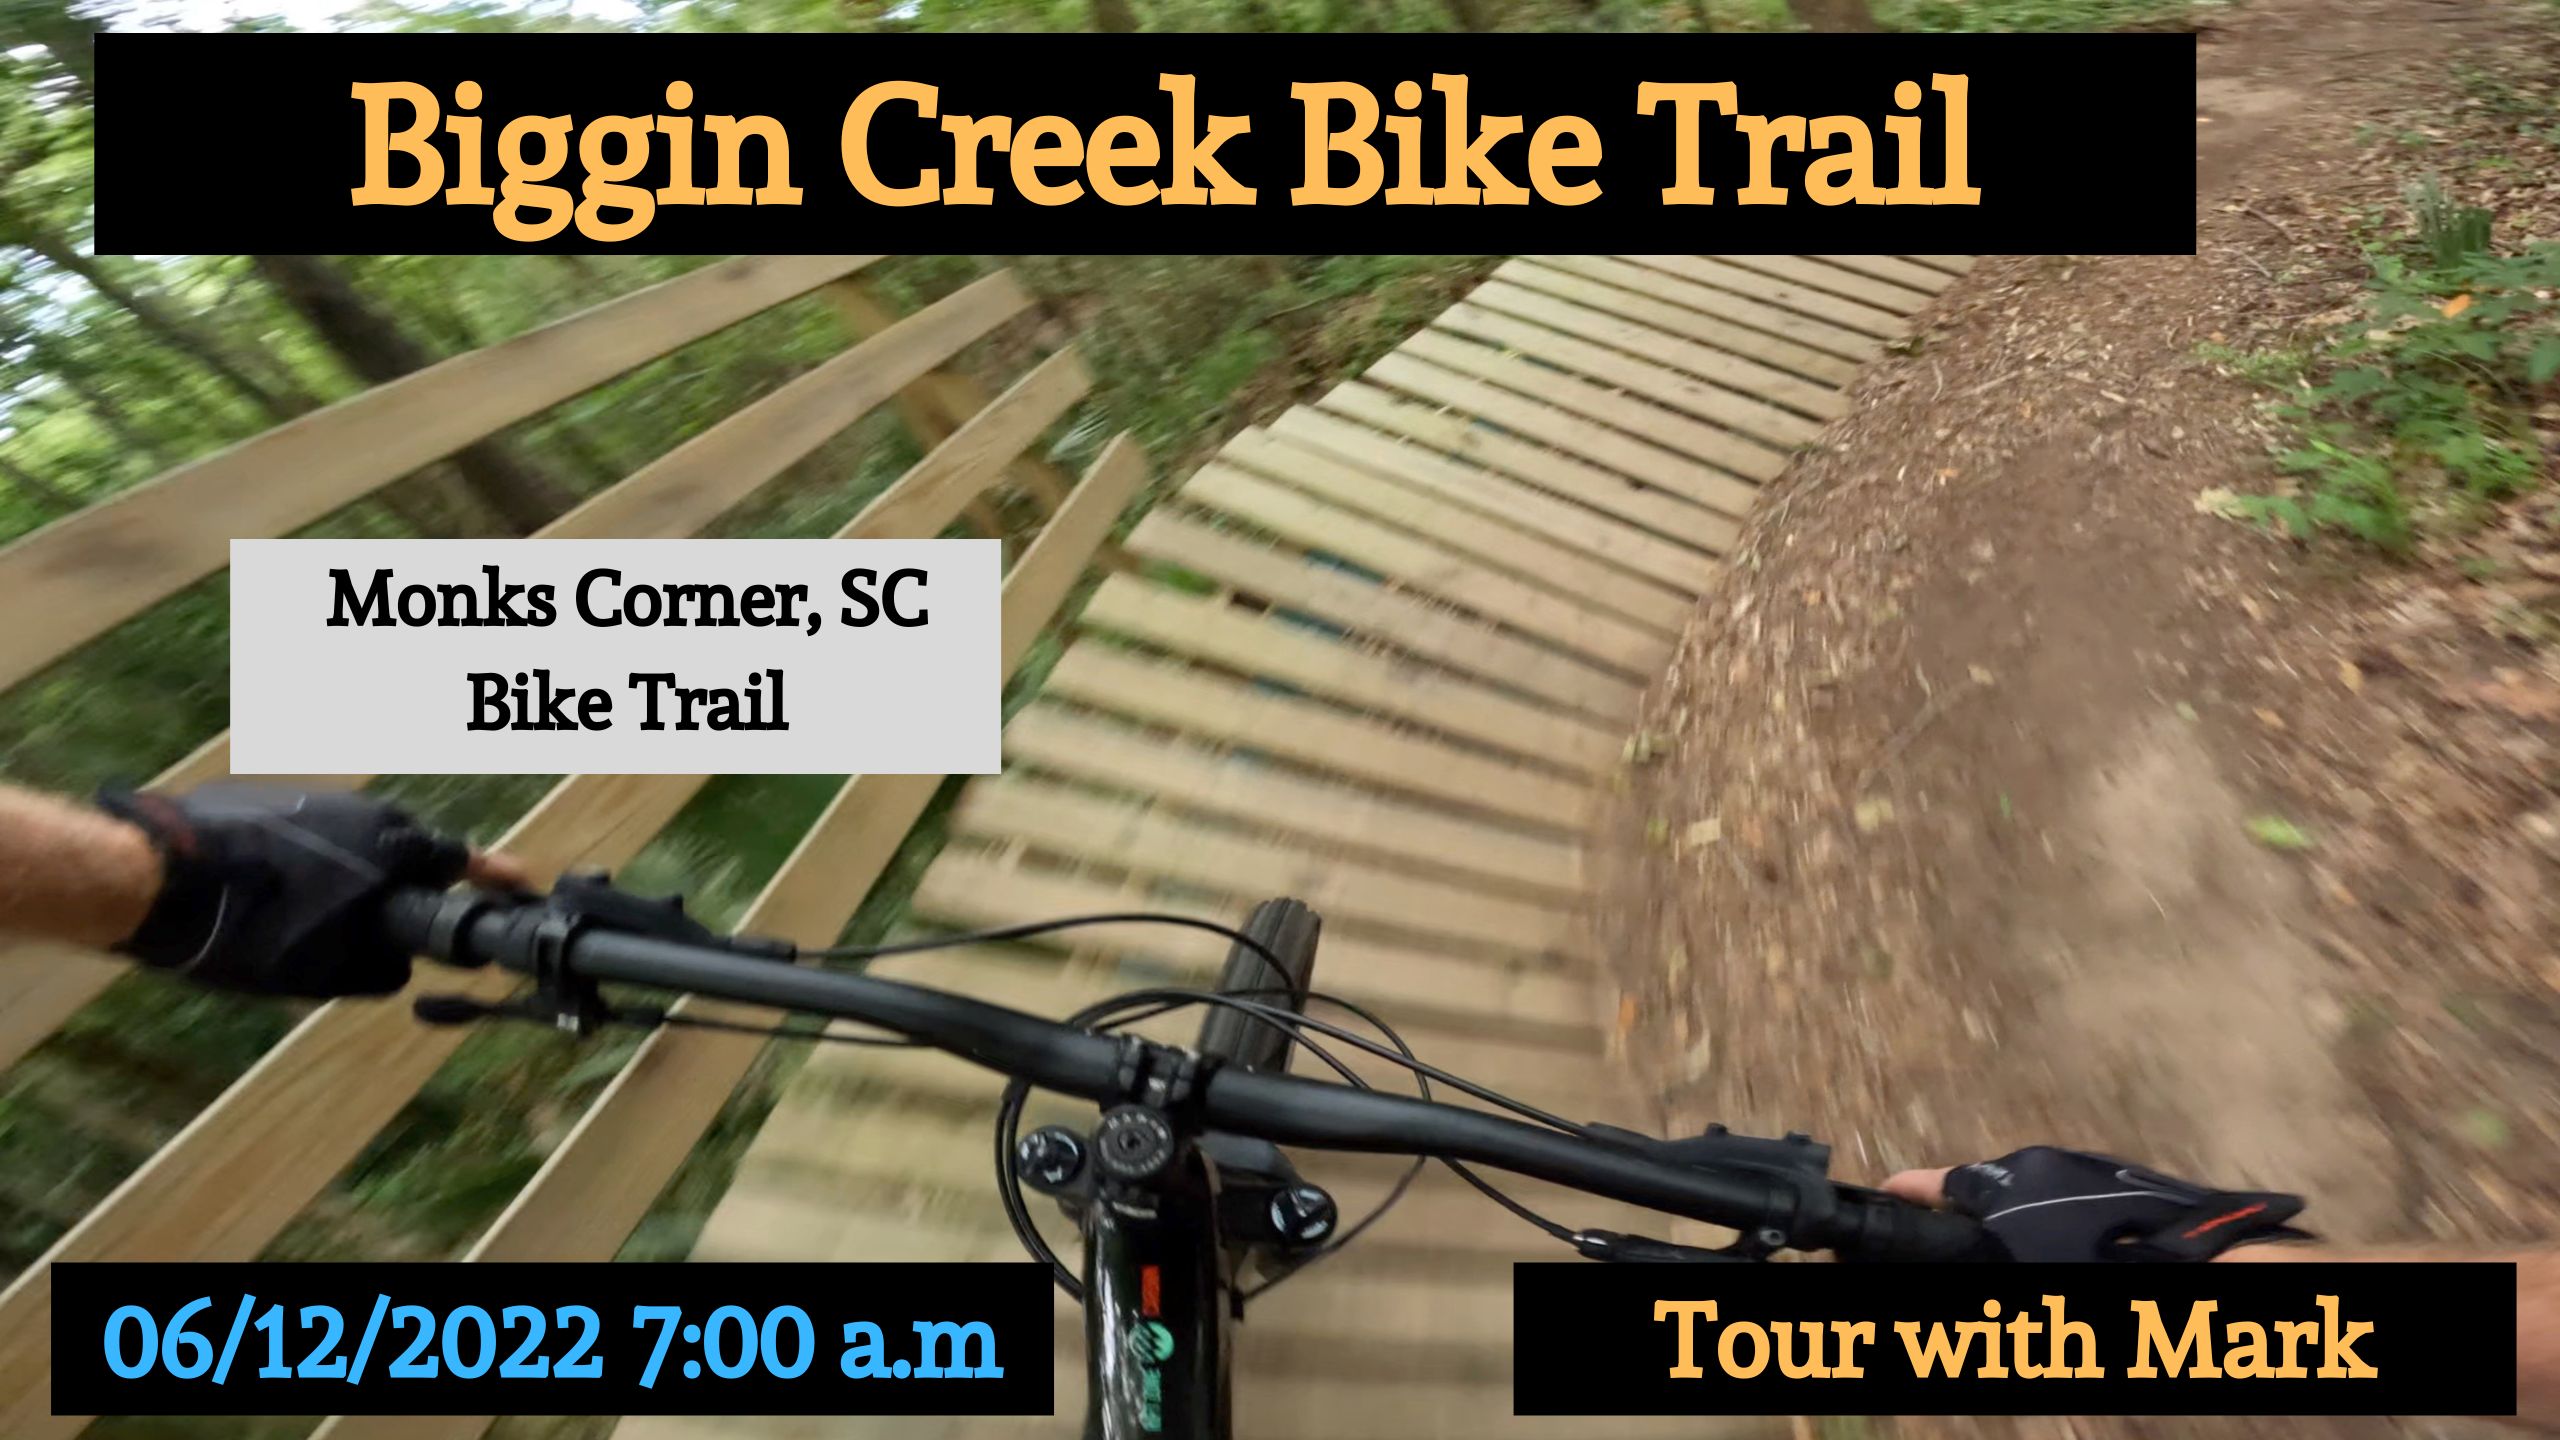 Biggin Creek Bike Trail
Monks Corner, SC
Bike Trail
06/12/2022 7:00 a.m
Tour with Mark